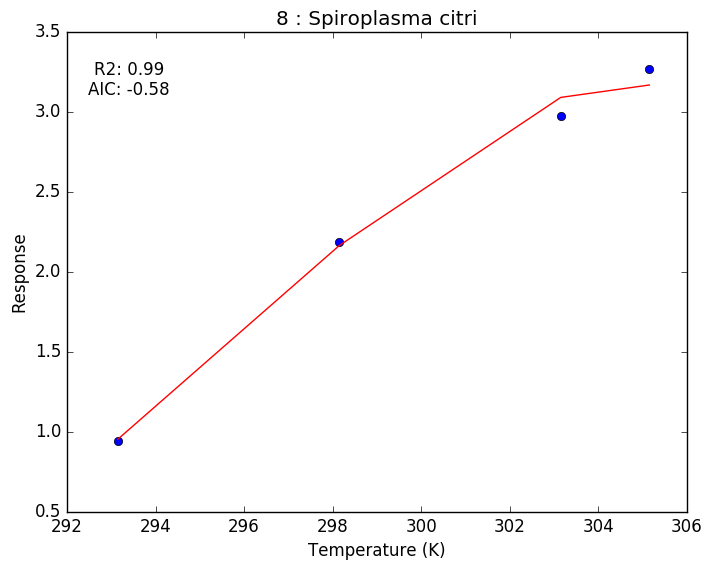 8 : Spiroplasma citri
R2: 0.99
AIC: -0.58
Response
3.5
3.0
2.5
2.0
1.5
1.0
0.5
292 294 296 298 300 302 304 306
Temperature (K)